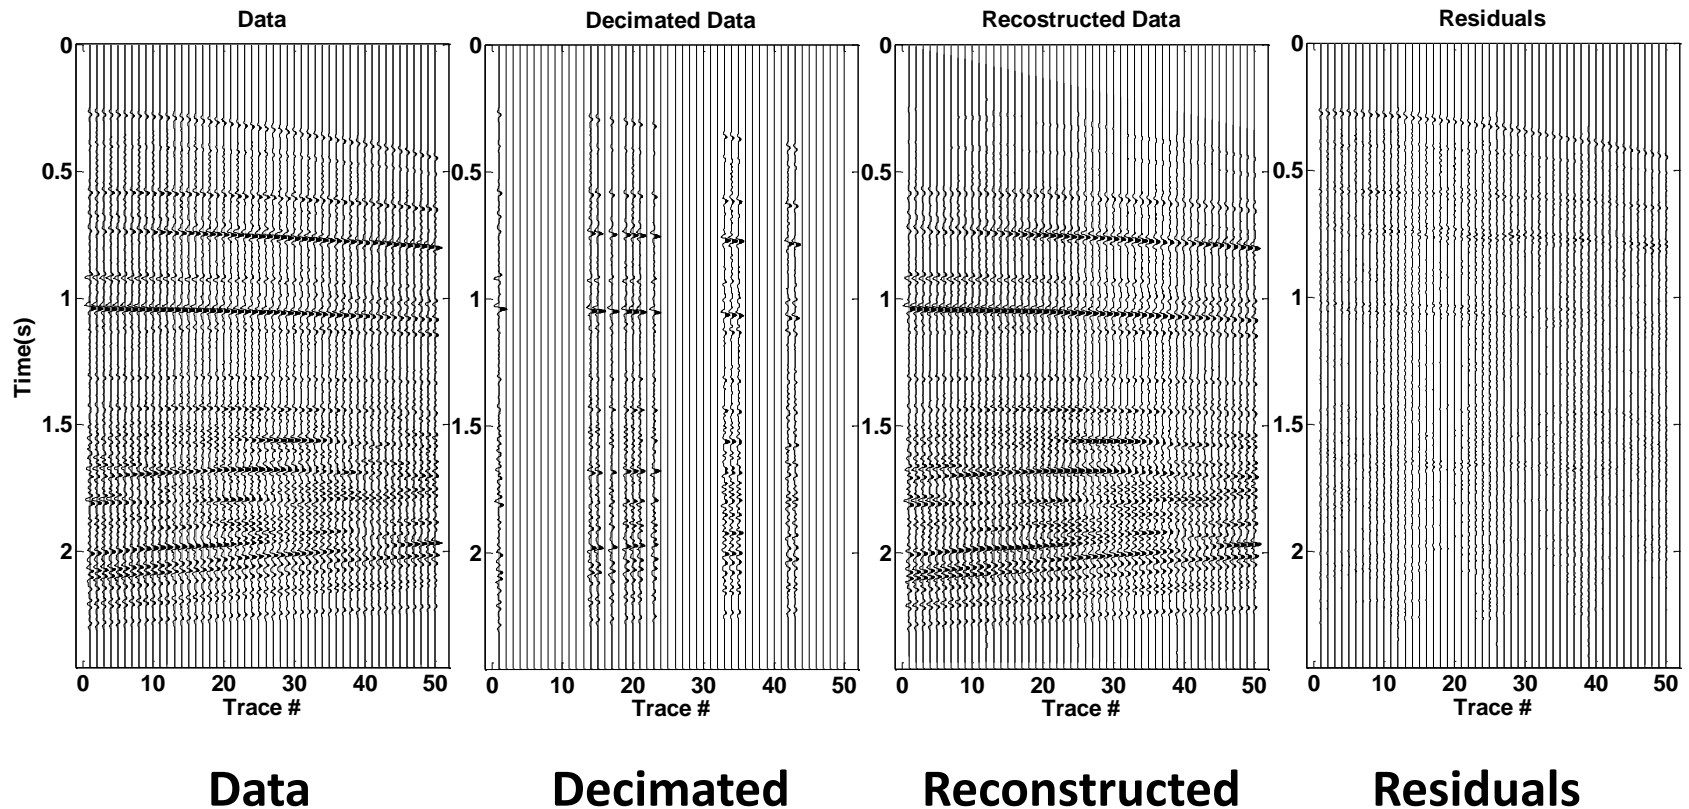 Data
Decimated Data
Recostructed Data
Residuals
0
0.5
1
1.5
2
Time(s)
0 10 20 30 40 50
Trace #
0
0.5
1
1.5
2
0 10 20 30 40 50
Trace #
0
0.5
1
1.5
2
0 10 20 30 40 50
Trace #
0
0.5
1
1.5
2
0 10 20 30 40 50
Trace #
Data
Decimated
Reconstructed
Residuals